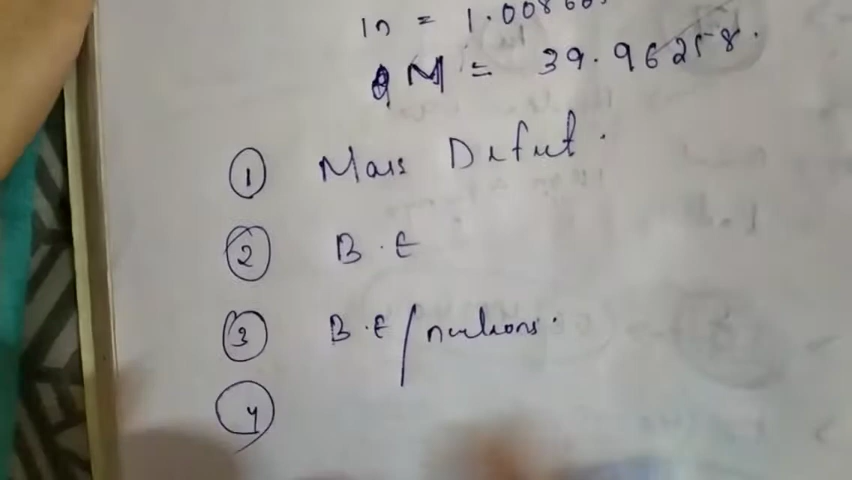 1n = 1.00866
M = 39.96258.
① Mass Defect.
② B.E
③ B.E/nucleons.
④